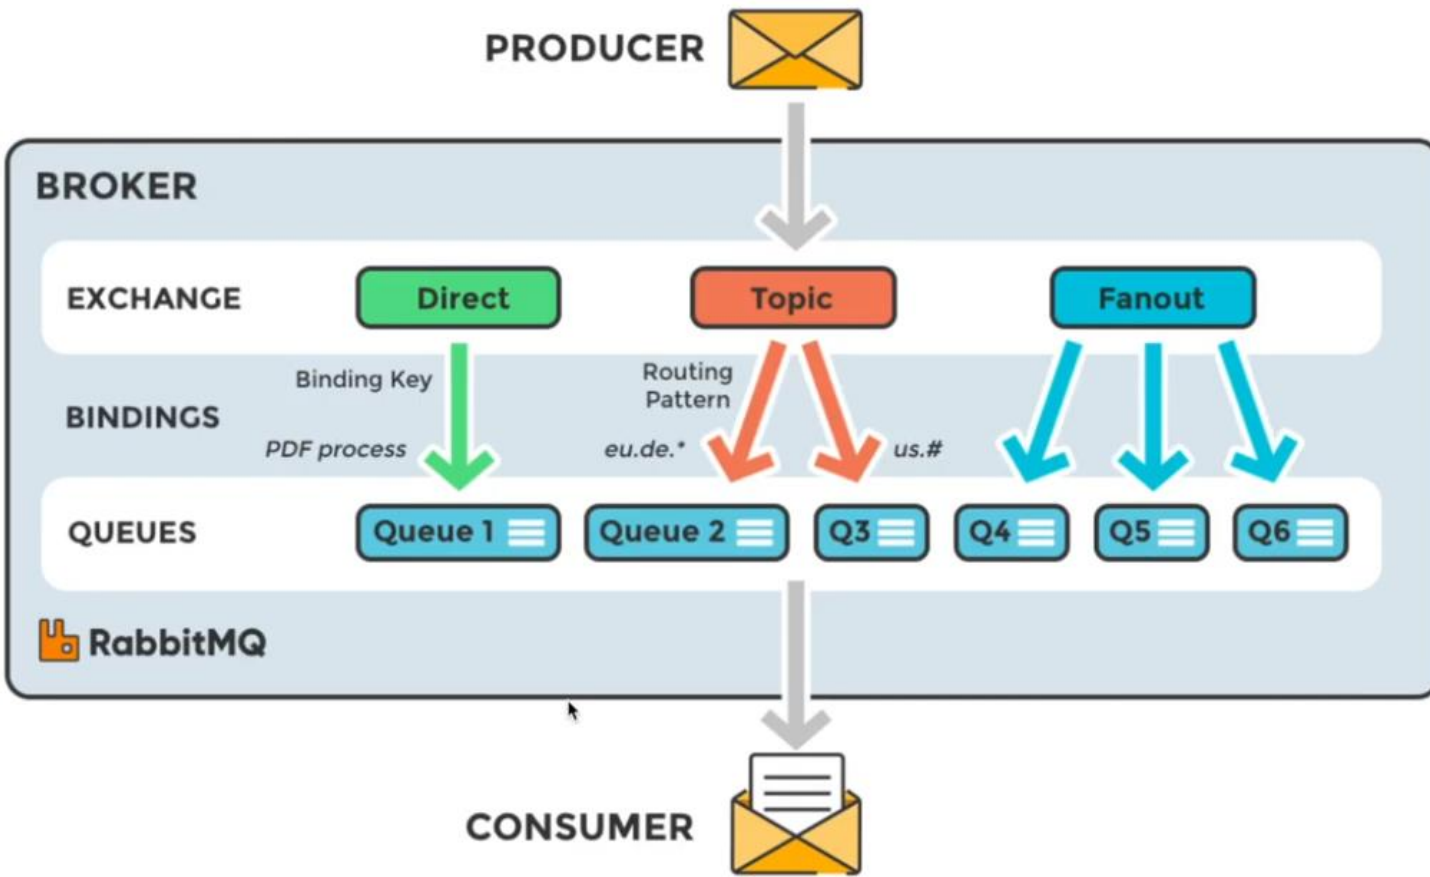 PRODUCER
BROKER
EXCHANGE
Direct
Topic
Fanout
Binding Key
Routing
Pattern
BINDINGS
PDF process
eu.de.*
us.#
QUEUES
Queue 1
Queue 2
Q3
Q4
Q5
Q6
RabbitMQ
CONSUMER